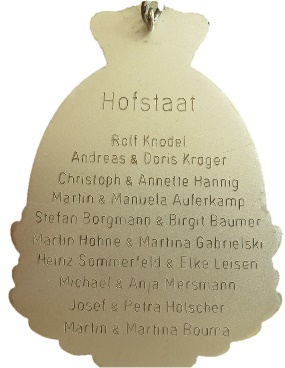 Hofstaat
Rolf Knodel
Andreas & Doris Kroger
Christoph & Annette Hannig
Martin & Manuela Auferkamp
Stefan Borgmann & Birgit Baumer
Martin Hohne & Martina Gabrielski
Heinz Sommerfeld & Elke Leisen
Michael & Anja Mersmann
Josef & Petra Holscher
Martin & Martina Bouma